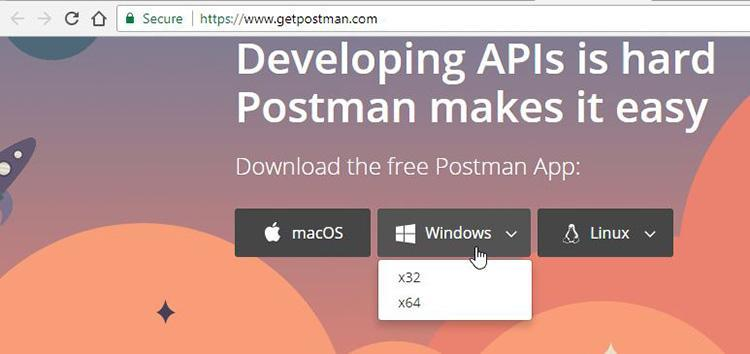 Secure | https://www.getpostman.com
Developing APIs is hard
Postman makes it easy
Download the free Postman App:
macOS Windows Linux
x32
x64